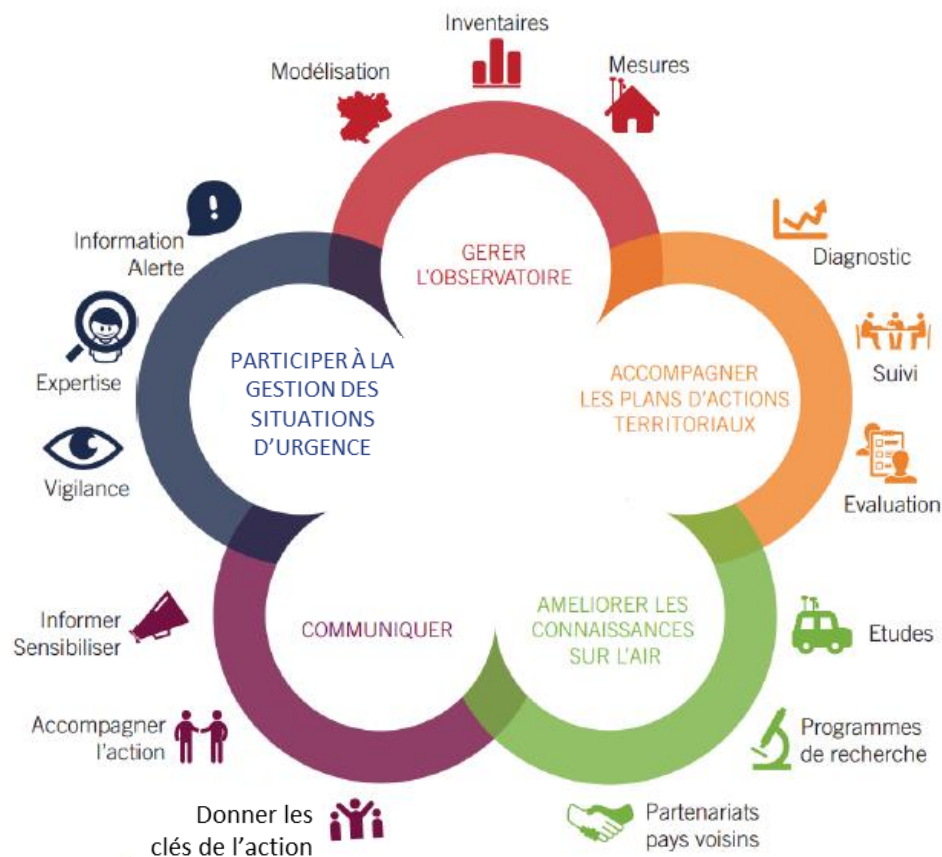 Inventaires
Modélisation
Mesures
Information
Alerte
Diagnostic
GERER
L'OBSERVATOIRE
Expertise
Suivi
PARTICIPER À LA
GESTION DES
SITUATIONS
D'URGENCE
ACCOMPAGNER
LES PLANS D'ACTIONS
TERRITORIAUX
Vigilance
Evaluation
Informer
Sensibiliser
COMMUNIQUER
AMELIORER LES
CONNAISSANCES
SUR L'AIR
Etudes
Accompagner
l'action
Programmes
de recherche
Donner les
clés de l'action
Partenariats
pays voisins